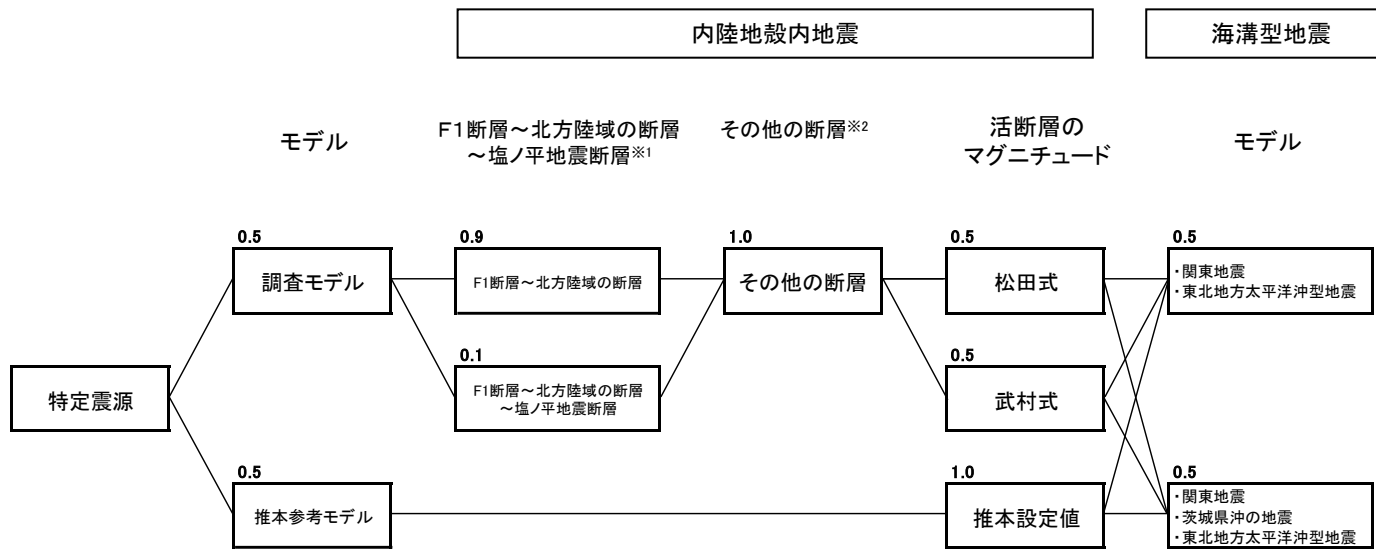 内陸地殻内地震
海溝型地震
モデル
F1断層～北方陸域の断層
～塩ノ平地震断層※1
その他の断層※2
活断層の
マグニチュード
モデル
0.5
調査モデル
0.9
F1断層～北方陸域の断層
1.0
その他の断層
0.5
松田式
0.5
・関東地震
・東北地方太平洋沖型地震
0.1
F1断層～北方陸域の断層
～塩ノ平地震断層
0.5
武村式
特定震源
0.5
推本参考モデル
1.0
推本設定値
0.5
・関東地震
・茨城県沖の地震
・東北地方太平洋沖型地震